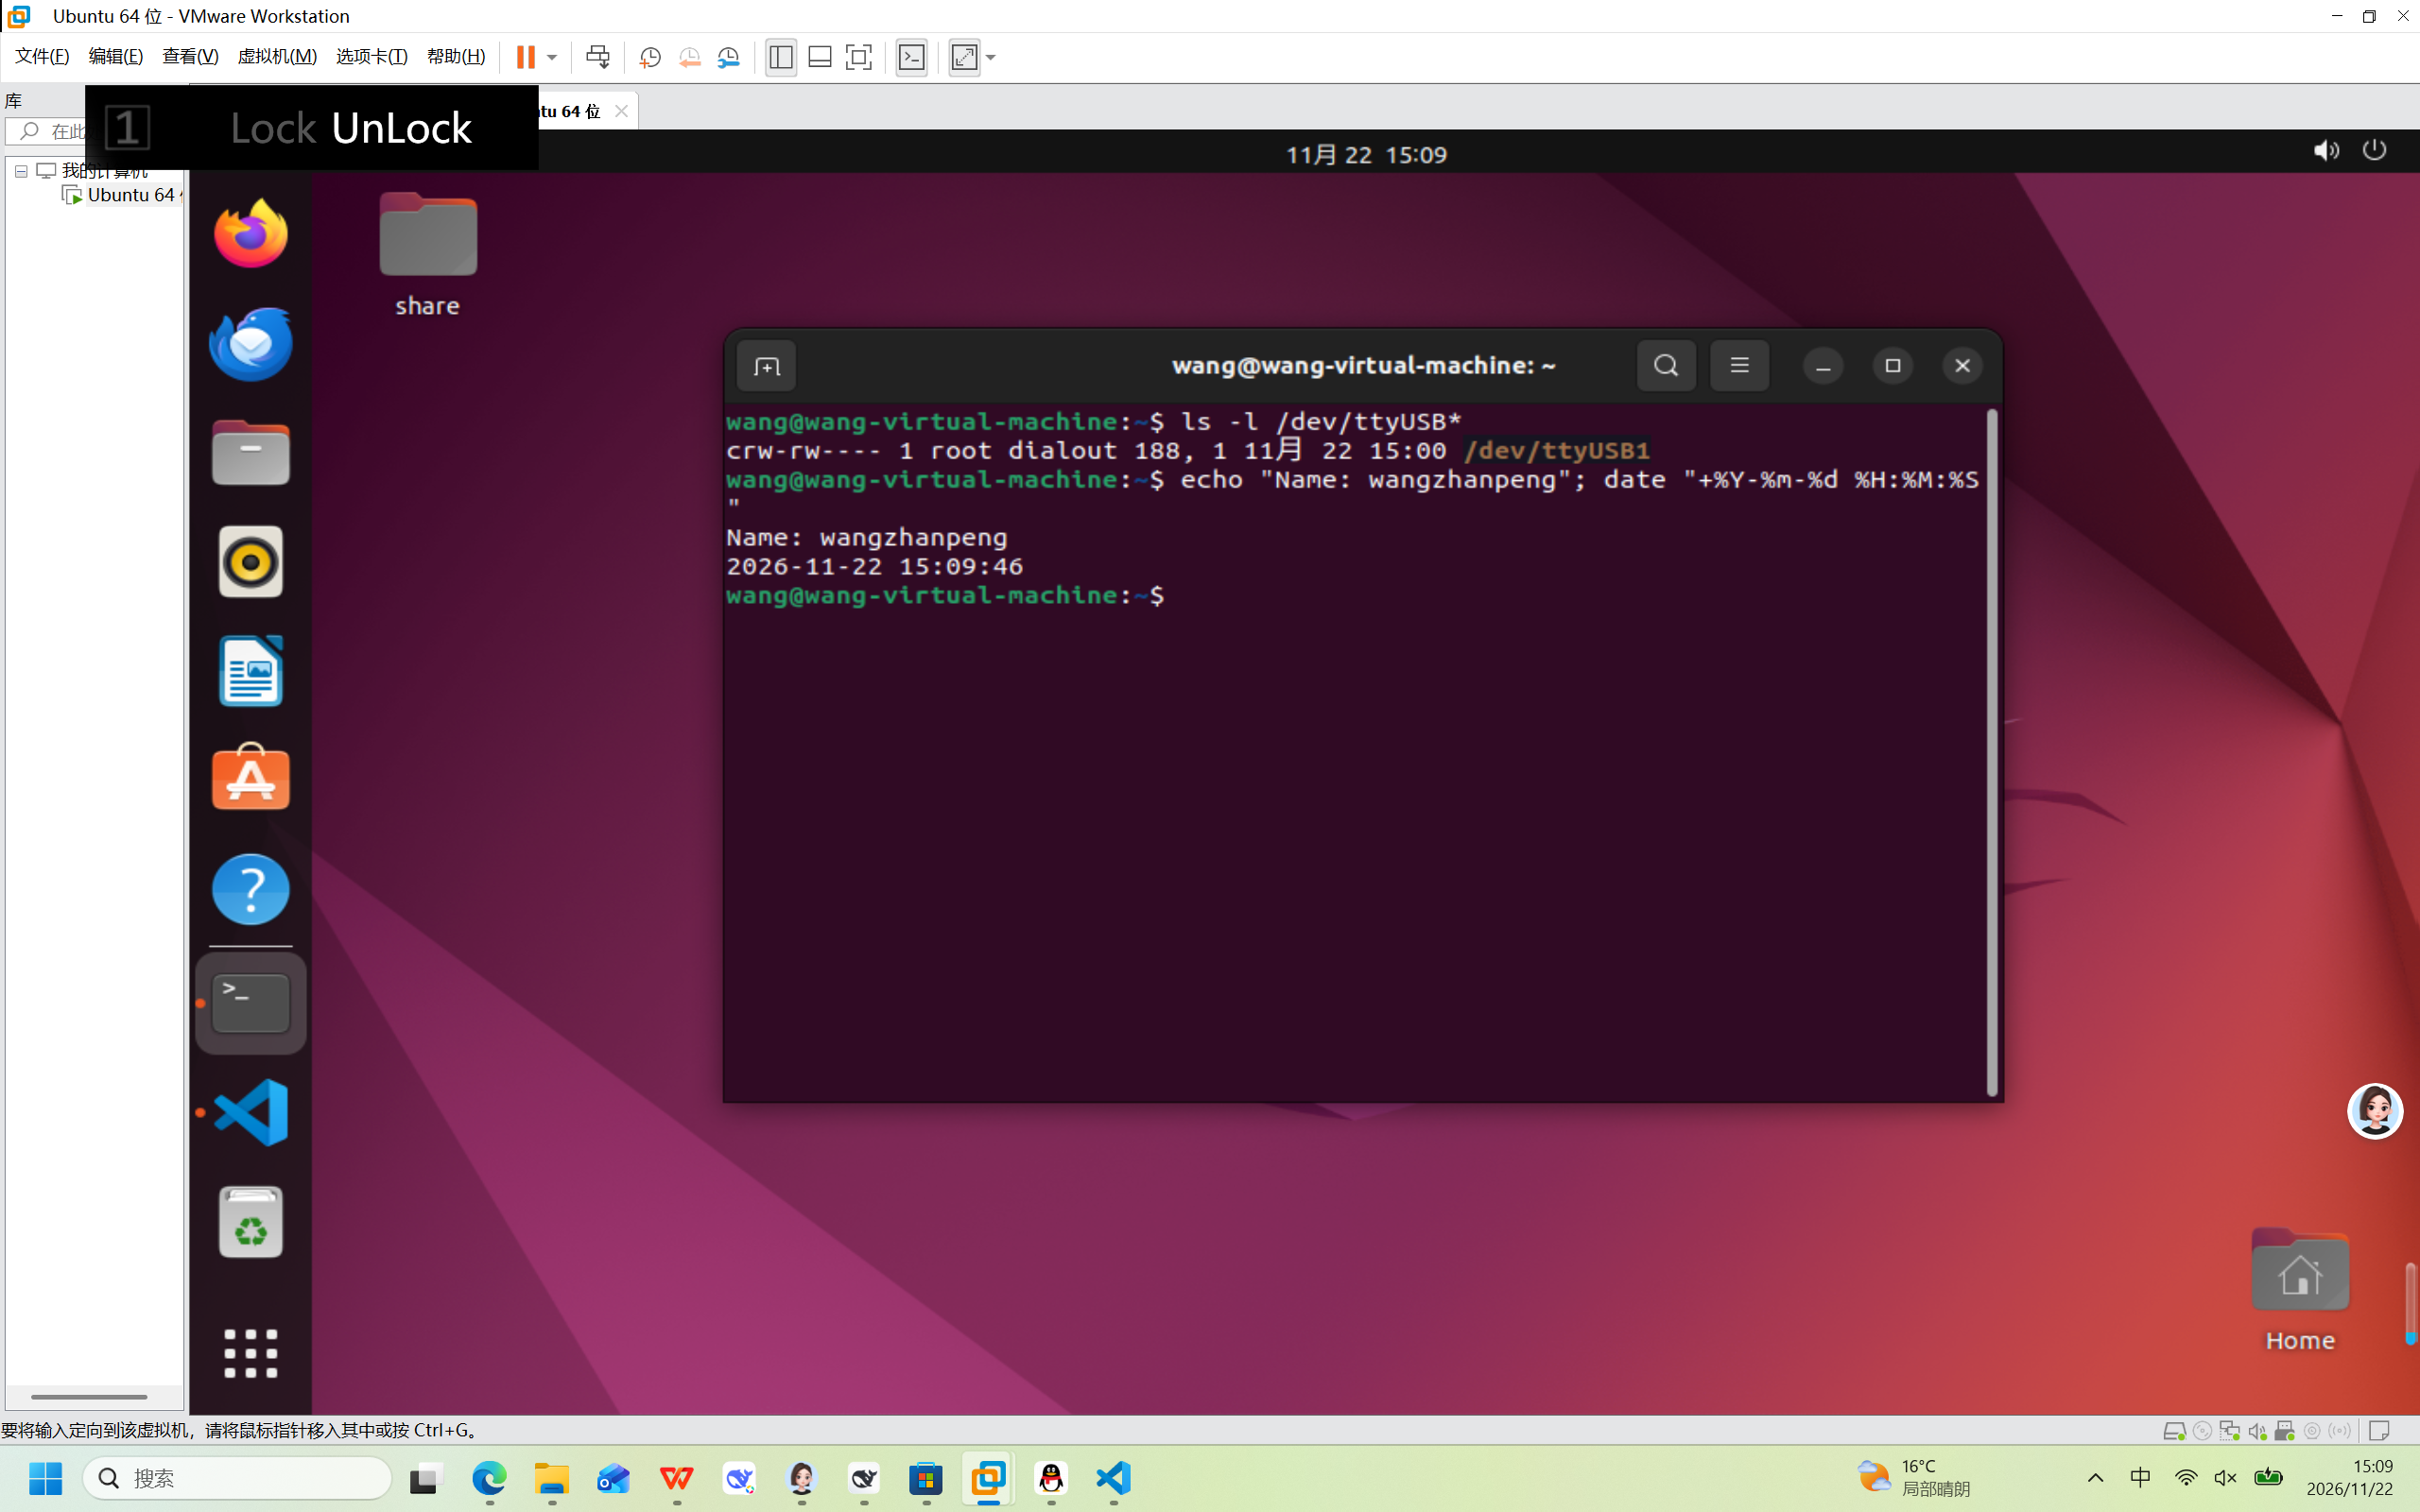 Ubuntu 64 位 - VMware Workstation
文件(F) 编辑(E) 查看(V) 虚拟机(M) 选项卡(T) 帮助(H)
库
在此
1 Lock UnLock
tu 64 位
我的计算机
Ubuntu 64
11月 22 15:09
share
wang@wang-virtual-machine: ~
wang@wang-virtual-machine:~$ ls -l /dev/ttyUSB*
crw-rw---- 1 root dialout 188, 1 11月 22 15:00 /dev/ttyUSB1
wang@wang-virtual-machine:~$ echo "Name: wangzhanpeng"; date "+%Y-%m-%d %H:%M:%S
"
Name: wangzhanpeng
2026-11-22 15:09:46
wang@wang-virtual-machine:~$
Home
要将输入定向到该虚拟机，请将鼠标指针移入其中或按 Ctrl+G。
搜索
16°C
局部晴朗
中
15:09
2026/11/22